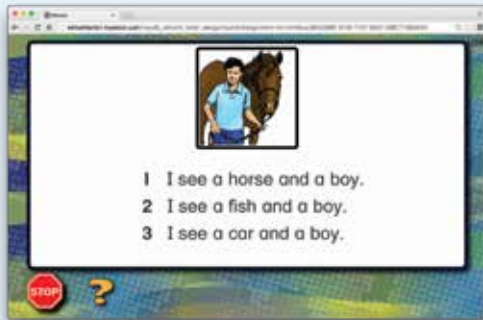 1 I see a horse and a boy.
2 I see a fish and a boy.
3 I see a car and a boy.
STOP
?